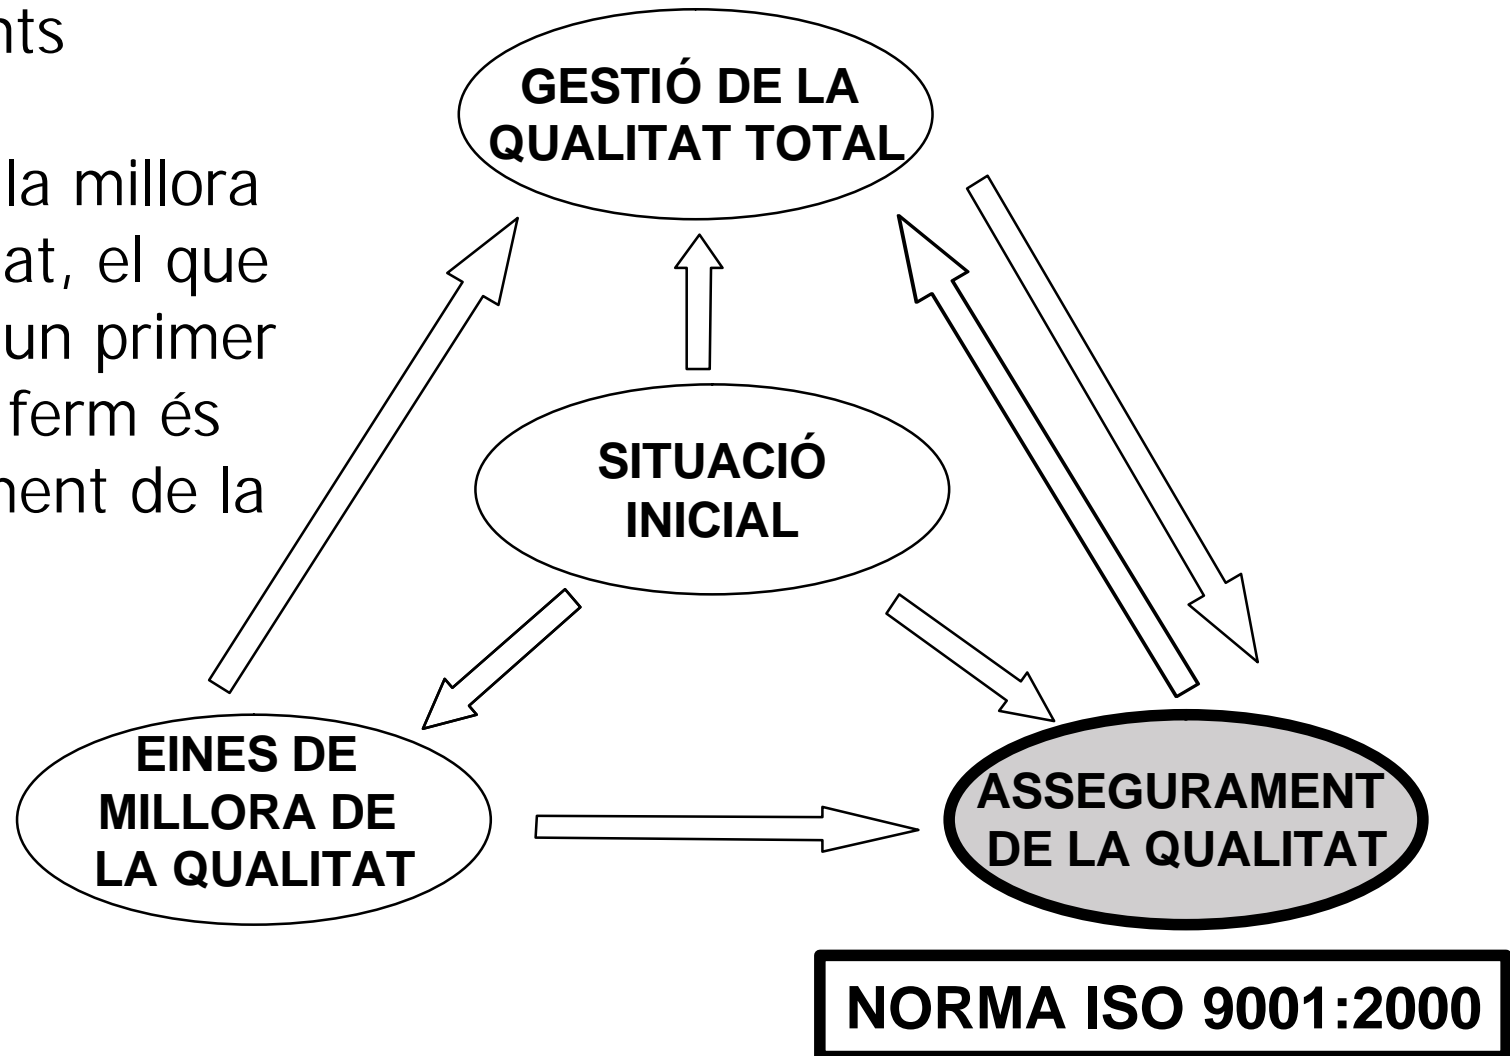 nts
la millora
at, el que
un primer
ferm és
ment de la
GESTIÓ DE LA
QUALITAT TOTAL
SITUACIÓ
INICIAL
EINES DE
MILLORA DE
LA QUALITAT
ASSEGURAMENT
DE LA QUALITAT
NORMA ISO 9001:2000